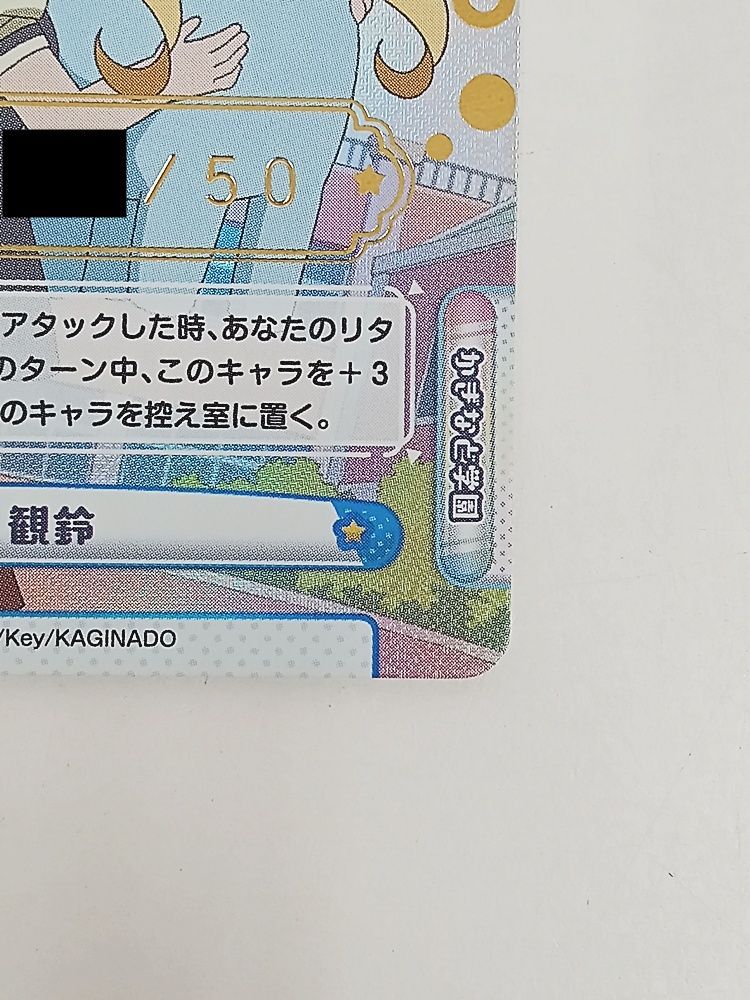 /50
アタックした時、あなたのリタ
のターン中、このキャラを＋3
のキャラを控え室に置く。
かぎなど学園
観鈴
/Key/KAGINADO